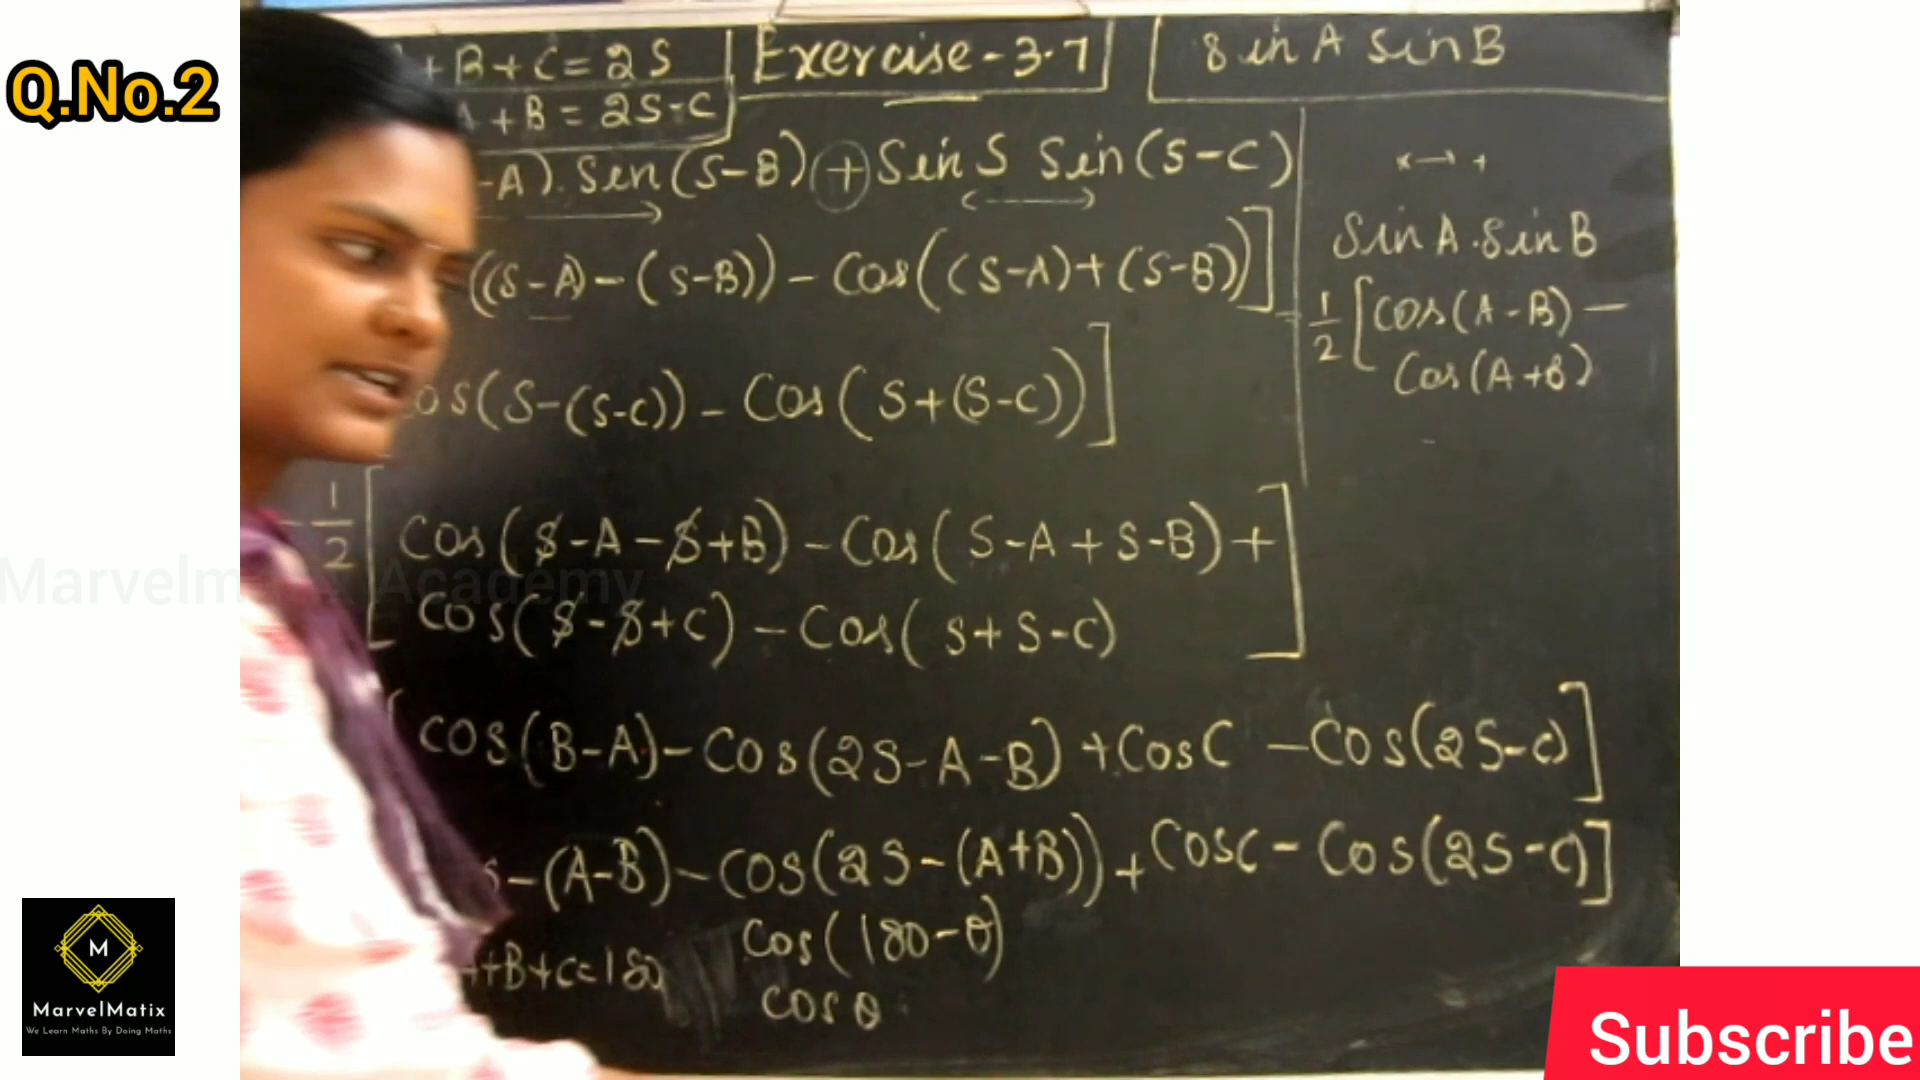 Q.No.2
+ B + C = 2S
A + B = 2S - C
Exercise - 3.7
Sin A Sin B
-A). Sin (S-B) + Sin S Sin (S-C)
((S-A) - (S-B)) - Cos ((S-A) + (S-B))]
os (S-(S-C)) - Cos (S+(S-C))]
Sin A . Sin B
= 1/2 [Cos (A-B) -
Cos (A+B)
1/2 [Cos (S-A-S+B) - Cos (S-A+S-B) +
Cos (S-S+C) - Cos (S+S-C)]
[Cos (B-A) - Cos (2S-A-B) + Cos C - Cos (2S-C)]
s - (A-B) - Cos (2S-(A+B)) + Cos C - Cos (2S-C)]
+B+C=180
Cos (180-θ)
Cos θ
Marvelmatix Academy
M
MARVELMATIX
We Learn Maths By Doing Maths
Subscribe